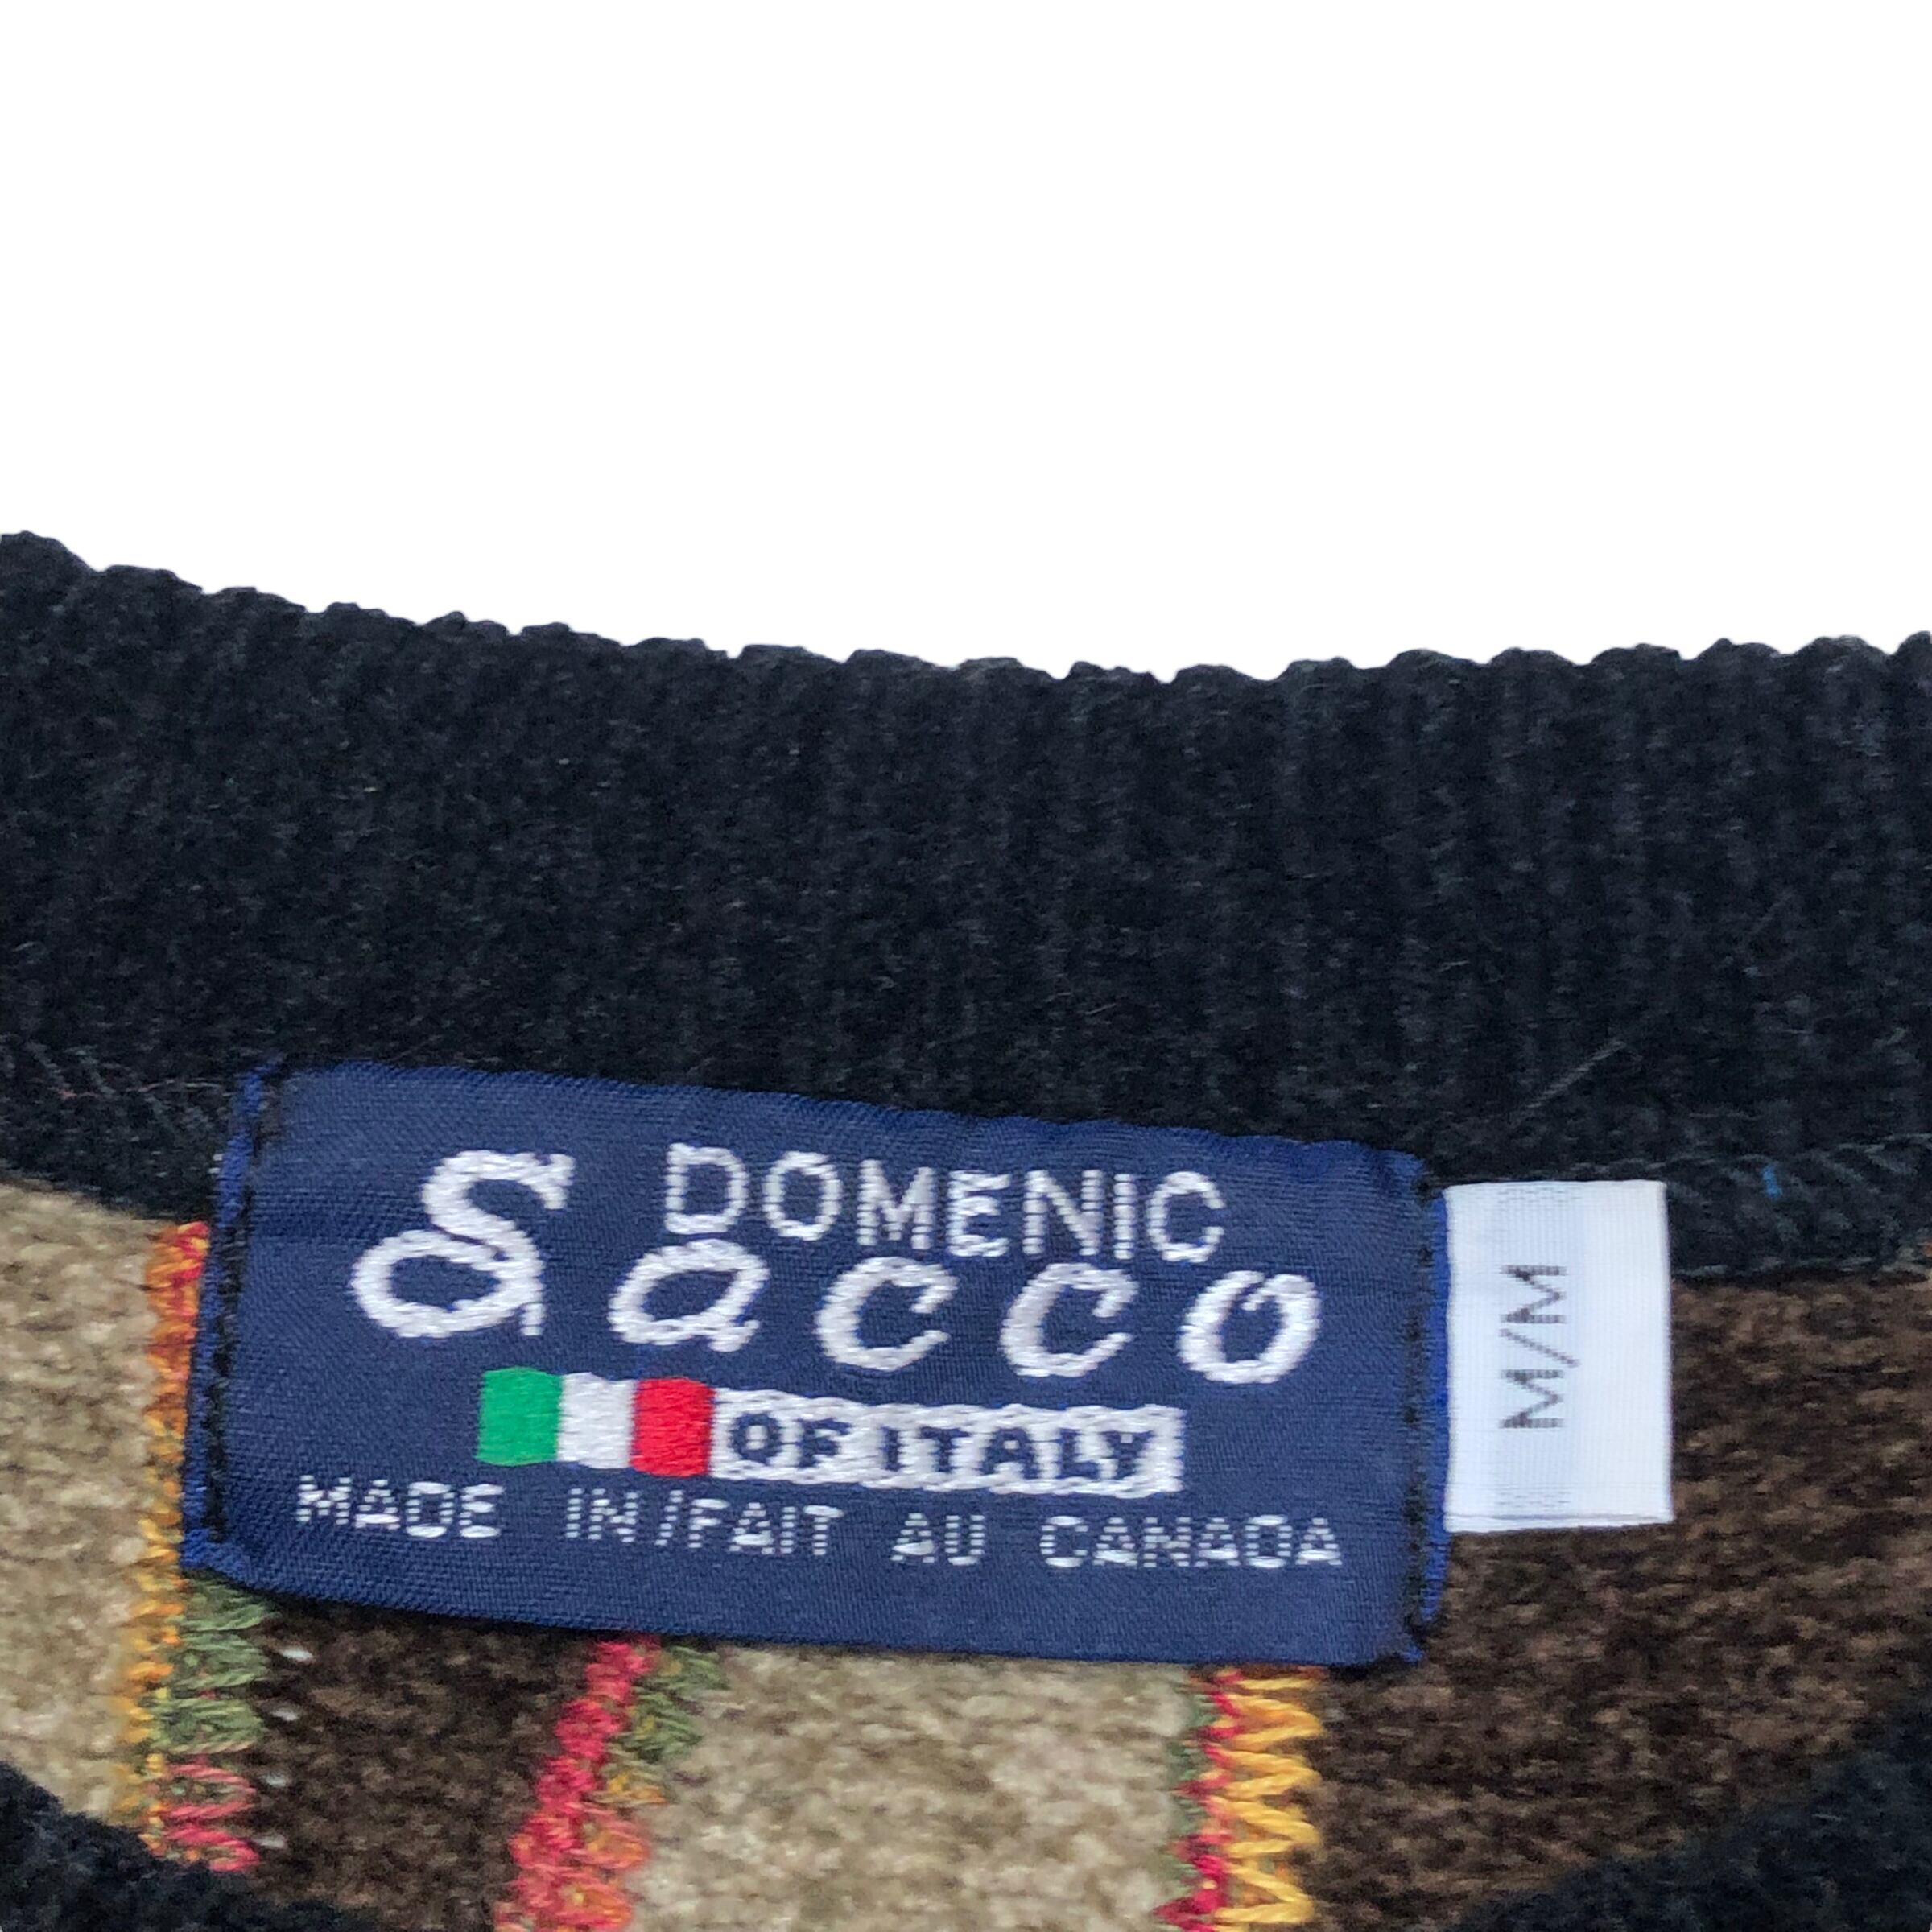 DOMENIC
Sacco
OF ITALY
MADE IN/FAIT AU CANADA
M/M